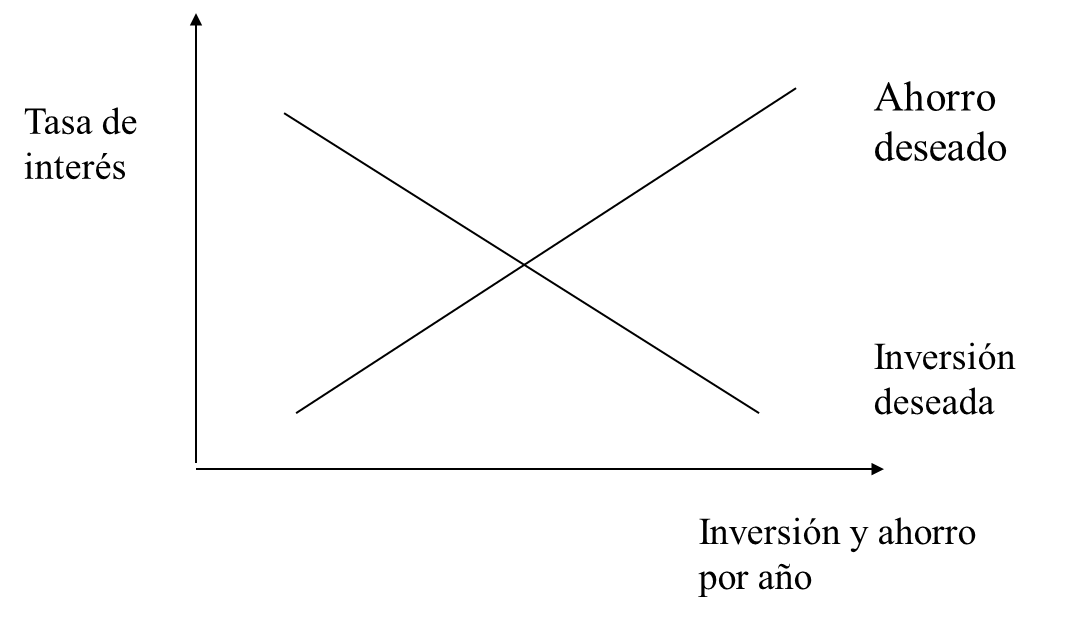 Tasa de
interés
Ahorro
deseado
Inversión
deseada
Inversión y ahorro
por año